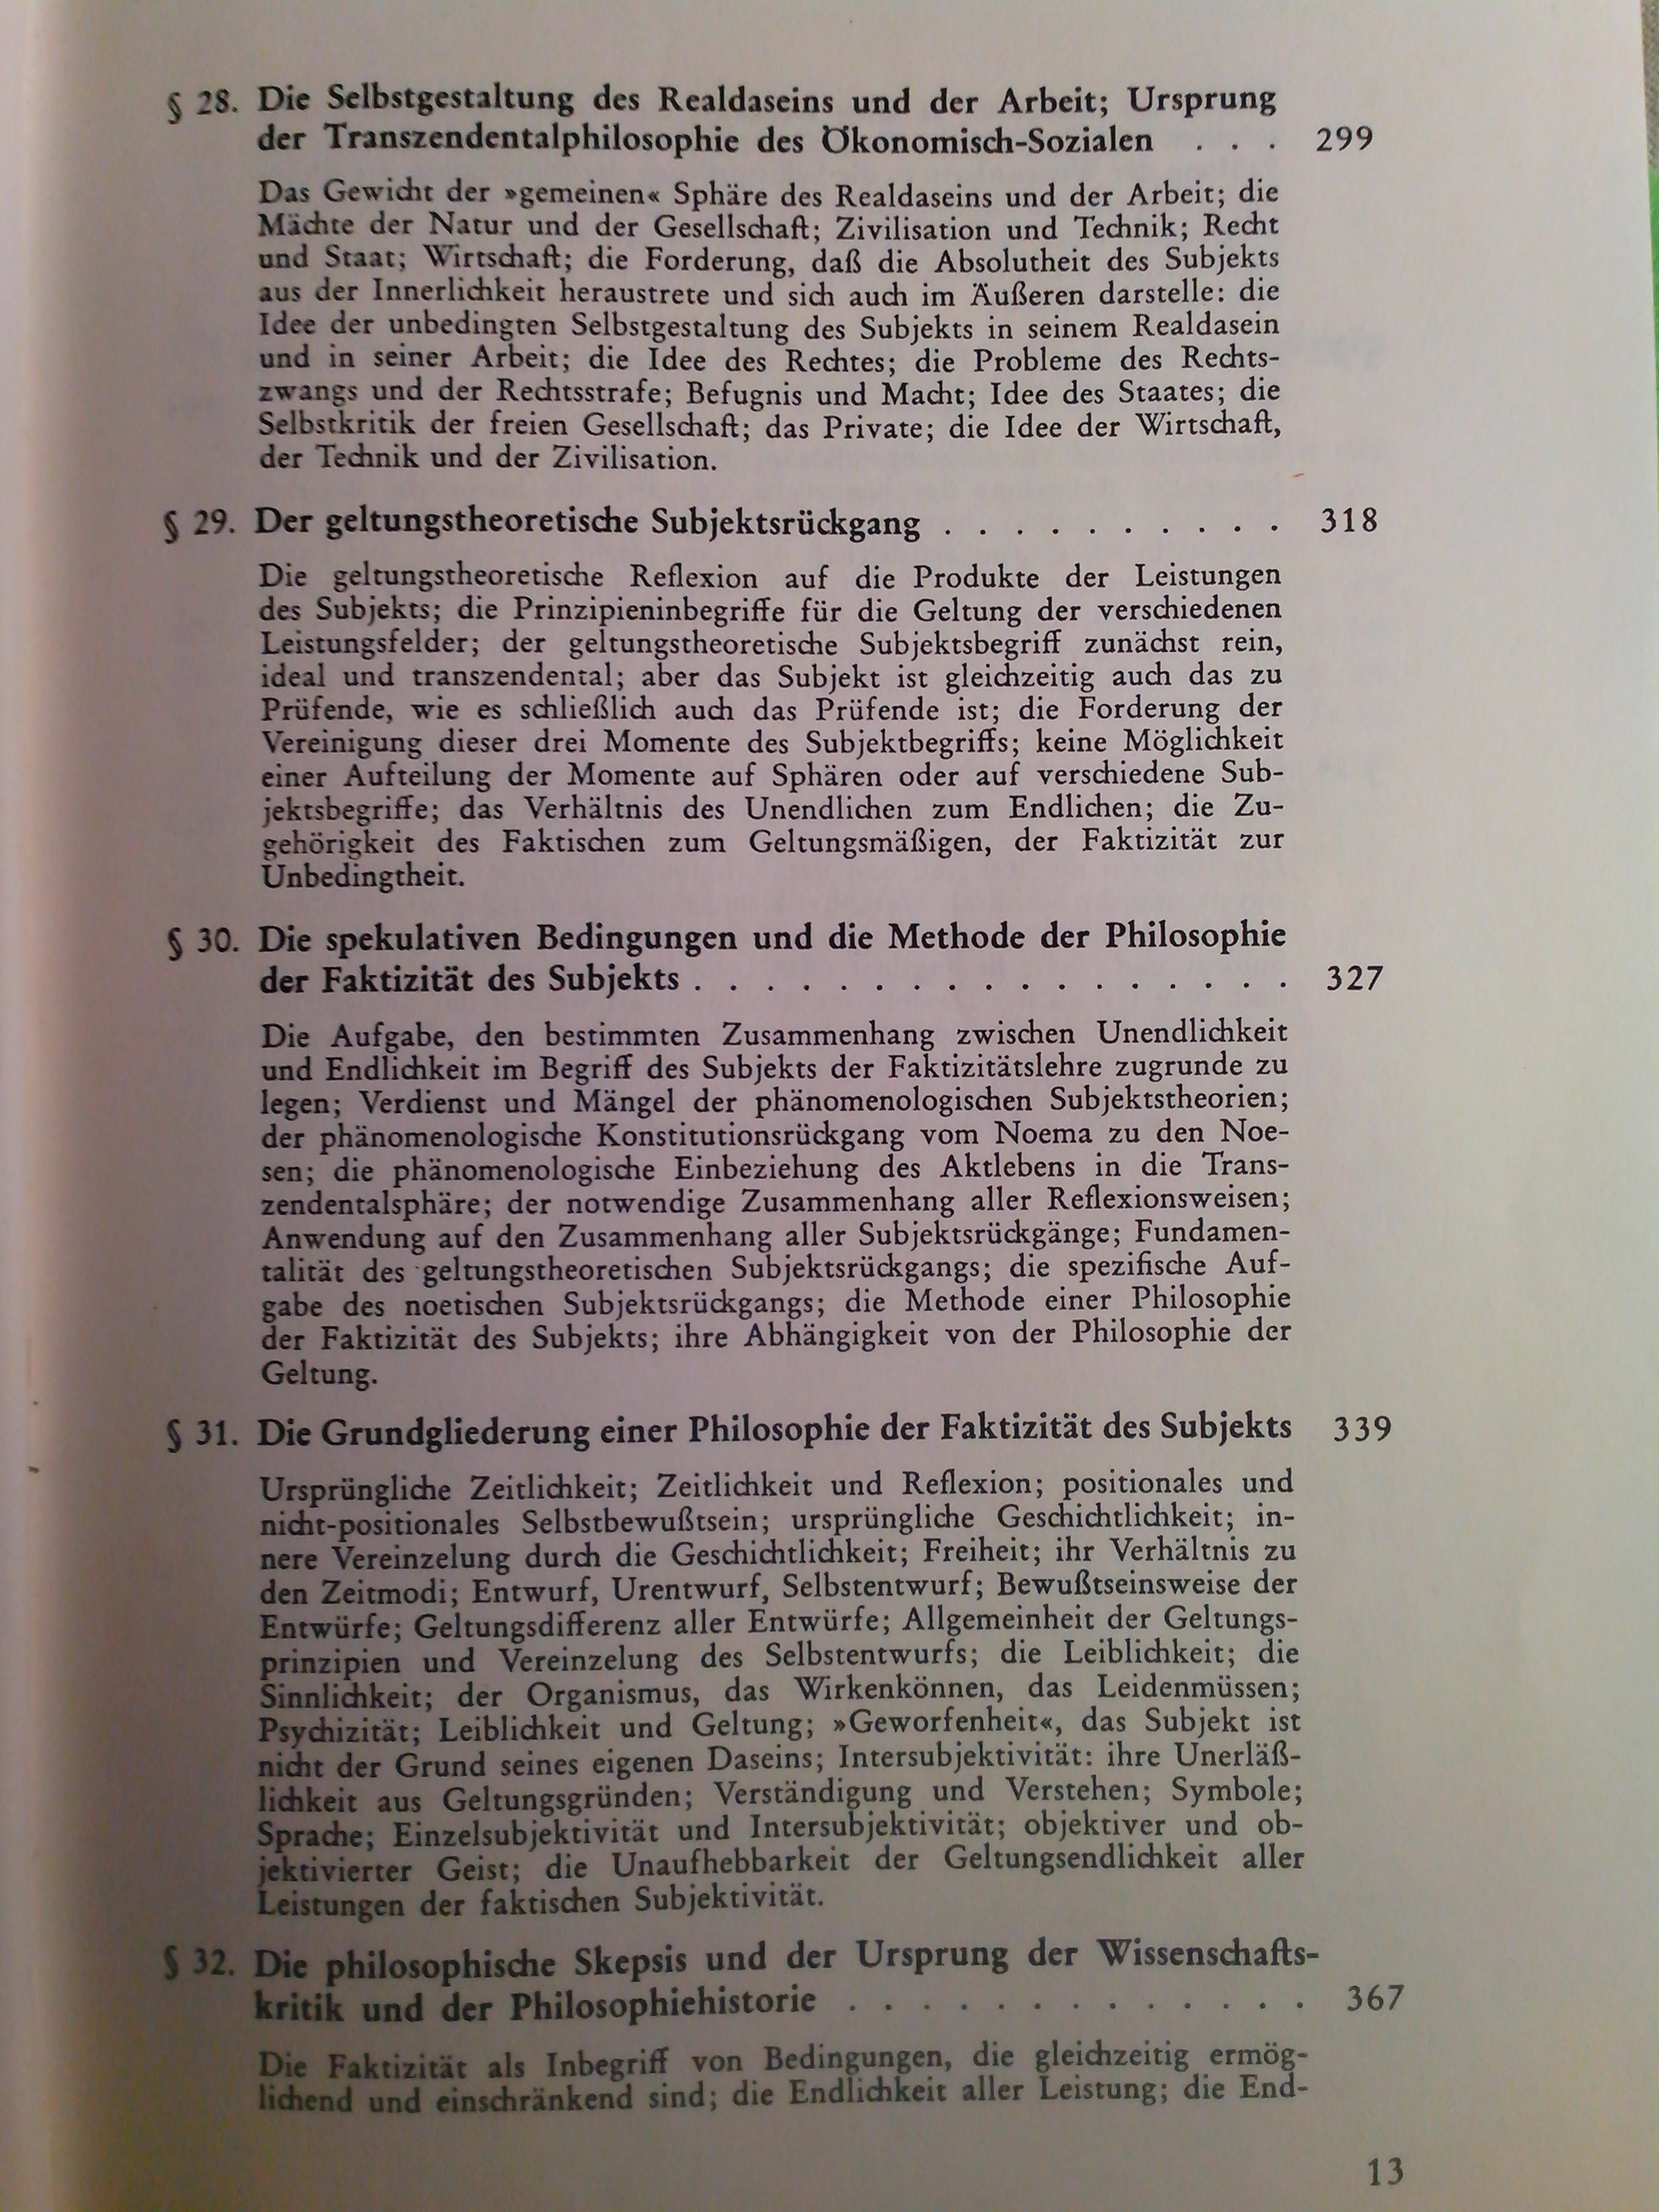 § 28. Die Selbstgestaltung des Realdaseins und der Arbeit; Ursprung
der Transzendentalphilosophie des Ökonomisch-Sozialen . . . 299
Das Gewicht der »gemeinen« Sphäre des Realdaseins und der Arbeit; die
Mächte der Natur und der Gesellschaft; Zivilisation und Technik; Recht
und Staat; Wirtschaft; die Forderung, daß die Absolutheit des Subjekts
aus der Innerlichkeit heraustrete und sich auch im Äußeren darstelle: die
Idee der unbedingten Selbstgestaltung des Subjekts in seinem Realdasein
und in seiner Arbeit; die Idee des Rechtes; die Probleme des Rechts-
zwangs und der Rechtsstrafe; Befugnis und Macht; Idee des Staates; die
Selbstkritik der freien Gesellschaft; das Private; die Idee der Wirtschaft,
der Technik und der Zivilisation.
§ 29. Der geltungstheoretische Subjektsrückgang . . . . . . . . . . 318
Die geltungstheoretische Reflexion auf die Produkte der Leistungen
des Subjekts; die Prinzipieninbegriffe für die Geltung der verschiedenen
Leistungsfelder; der geltungstheoretische Subjektsbegriff zunächst rein,
ideal und transzendental; aber das Subjekt ist gleichzeitig auch das zu
Prüfende, wie es schließlich auch das Prüfende ist; die Forderung der
Vereinigung dieser drei Momente des Subjektbegriffs; keine Möglichkeit
einer Aufteilung der Momente auf Sphären oder auf verschiedene Sub-
jektsbegriffe; das Verhältnis des Unendlichen zum Endlichen; die Zu-
gehörigkeit des Faktischen zum Geltungsmäßigen, der Faktizität zur
Unbedingtheit.
§ 30. Die spekulativen Bedingungen und die Methode der Philosophie
der Faktizität des Subjekts . . . . . . . . . . . . . . . . . 327
Die Aufgabe, den bestimmten Zusammenhang zwischen Unendlichkeit
und Endlichkeit im Begriff des Subjekts der Faktizitätslehre zugrunde zu
legen; Verdienst und Mängel der phänomenologischen Subjektstheorien;
der phänomenologische Konstitutionsrückgang vom Noema zu den Noe-
sen; die phänomenologische Einbeziehung des Aktlebens in die Trans-
zendentalsphäre; der notwendige Zusammenhang aller Reflexionsweisen;
Anwendung auf den Zusammenhang aller Subjektsrückgänge; Fundamen-
talität des geltungstheoretischen Subjektsrückgangs; die spezifische Auf-
gabe des noetischen Subjektsrückgangs; die Methode einer Philosophie
der Faktizität des Subjekts; ihre Abhängigkeit von der Philosophie der
Geltung.
§ 31. Die Grundgliederung einer Philosophie der Faktizität des Subjekts 339
Ursprüngliche Zeitlichkeit; Zeitlichkeit und Reflexion; positionales und
nicht-positionales Selbstbewußtsein; ursprüngliche Geschichtlichkeit; in-
nere Vereinzelung durch die Geschichtlichkeit; Freiheit; ihr Verhältnis zu
den Zeitmodi; Entwurf, Urentwurf, Selbstentwurf; Bewußtseinsweise der
Entwürfe; Geltungsdifferenz aller Entwürfe; Allgemeinheit der Geltungs-
prinzipien und Vereinzelung des Selbstentwurfs; die Leiblichkeit; die
Sinnlichkeit; der Organismus, das Wirkenkönnen, das Leidenmüssen;
Psychizität; Leiblichkeit und Geltung; »Geworfenheit«, das Subjekt ist
nicht der Grund seines eigenen Daseins; Intersubjektivität: ihre Unerläß-
lichkeit aus Geltungsgründen; Verständigung und Verstehen; Symbole;
Sprache; Einzelsubjektivität und Intersubjektivität; objektiver und ob-
jektivierter Geist; die Unaufhebbarkeit der Geltungsendlichkeit aller
Leistungen der faktischen Subjektivität.
§ 32. Die philosophische Skepsis und der Ursprung der Wissenschafts-
kritik und der Philosophiehistorie . . . . . . . . . . . . . 367
Die Faktizität als Inbegriff von Bedingungen, die gleichzeitig ermög-
lichend und einschränkend sind; die Endlichkeit aller Leistung; die End-
13